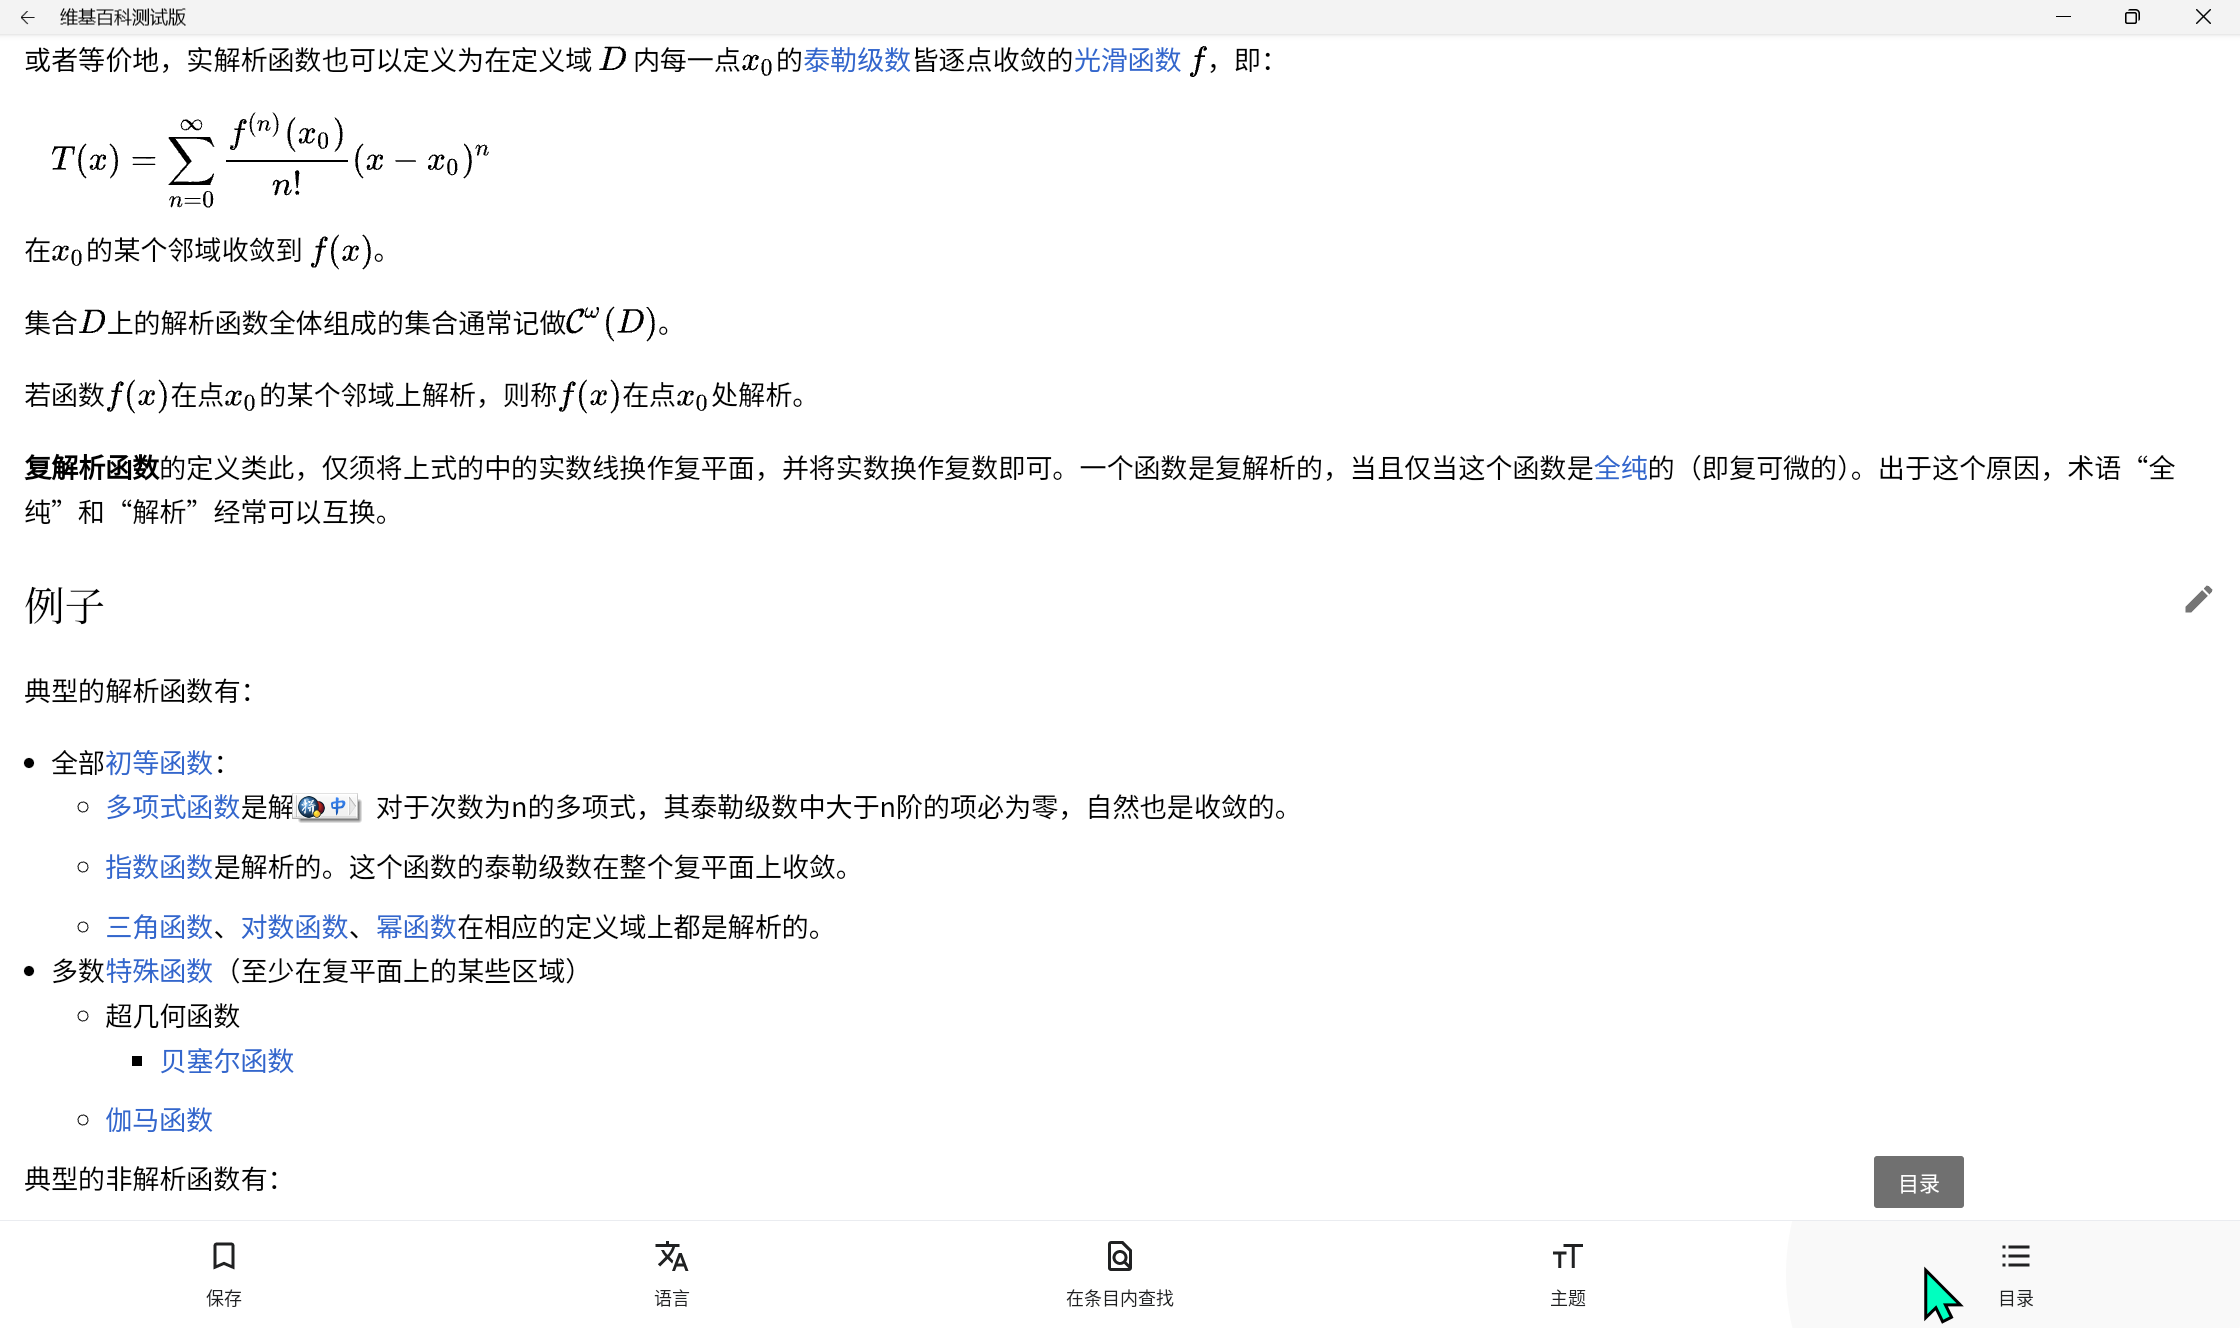 维基百科测试版
或者等价地，实解析函数也可以定义为在定义域 D 内每一点x₀的泰勒级数皆逐点收敛的光滑函数 f，即：
T(x) = ∑_{n=0}^{∞} f⁽ⁿ⁾(x₀)/n! (x − x₀)ⁿ
在x₀的某个邻域收敛到 f(x)。
集合D上的解析函数全体组成的集合通常记做𝒞^ω(D)。
若函数f(x)在点x₀的某个邻域上解析，则称f(x)在点x₀处解析。
复解析函数的定义类此，仅须将上式的中的实数线换作复平面，并将实数换作复数即可。一个函数是复解析的，当且仅当这个函数是全纯的（即复可微的）。出于这个原因，术语“全
纯”和“解析”经常可以互换。
例子
典型的解析函数有：
全部初等函数：
多项式函数是解 中 对于次数为n的多项式，其泰勒级数中大于n阶的项必为零，自然也是收敛的。
指数函数是解析的。这个函数的泰勒级数在整个复平面上收敛。
三角函数、对数函数、幂函数在相应的定义域上都是解析的。
多数特殊函数（至少在复平面上的某些区域）
超几何函数
贝塞尔函数
伽马函数
典型的非解析函数有：
目录
保存
语言
在条目内查找
主题
目录